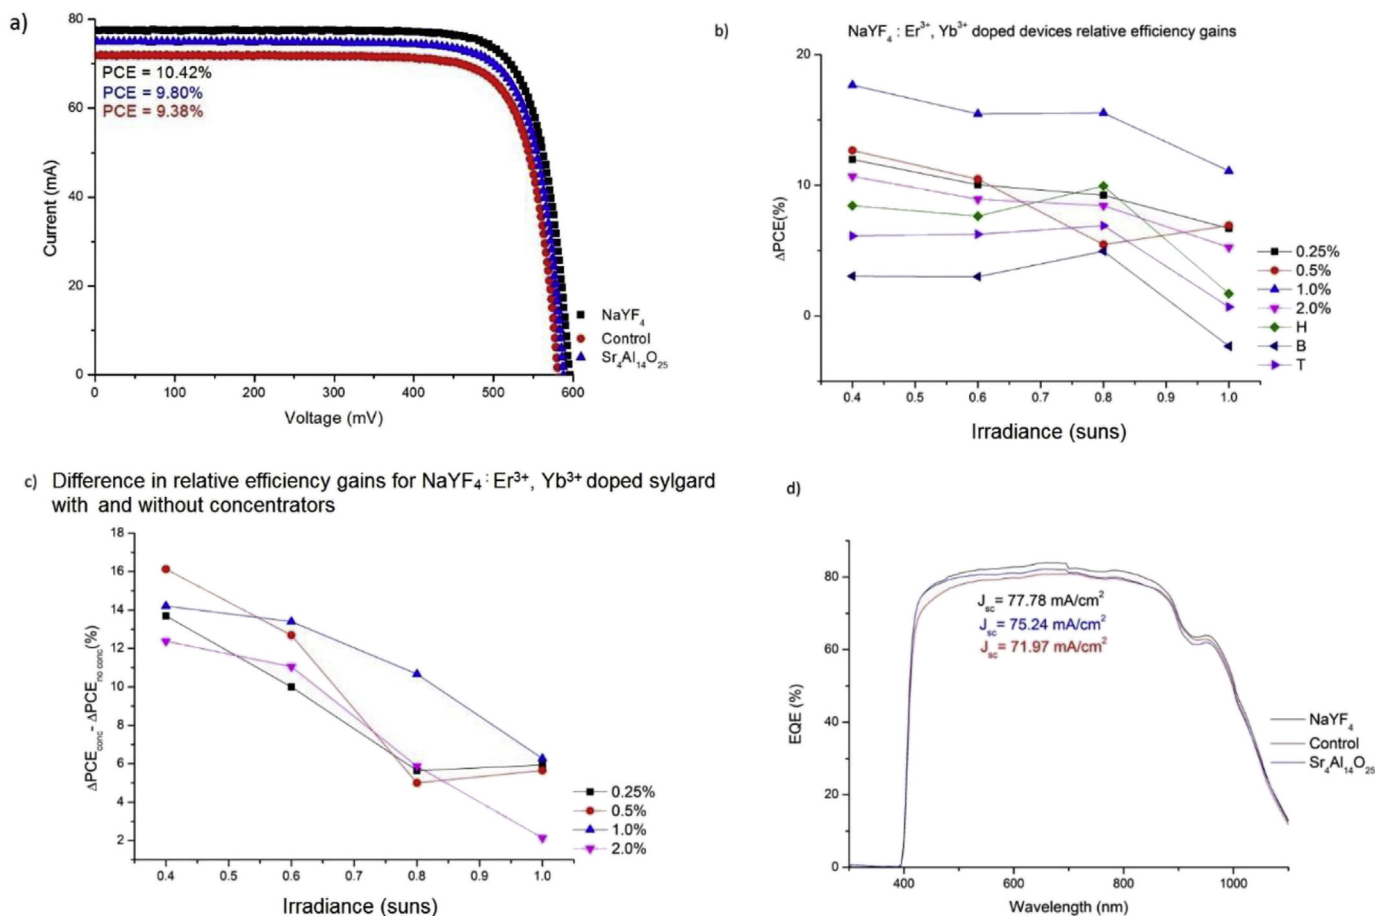 a)
80
60
40
20
0
Current (mA)
PCE = 10.42%
PCE = 9.80%
PCE = 9.38%
NaYF₄
Control
Sr₄Al₁₄O₂₅
0 100 200 300 400 500 600
Voltage (mV)
b) NaYF₄ : Er³⁺, Yb³⁺ doped devices relative efficiency gains
20
10
0
ΔPCE(%)
0.25%
0.5%
1.0%
2.0%
H
B
T
0.4 0.5 0.6 0.7 0.8 0.9 1.0
Irradiance (suns)
c) Difference in relative efficiency gains for NaYF₄ : Er³⁺, Yb³⁺ doped sylgard
with and without concentrators
18
16
14
12
10
8
6
4
2
ΔPCE_conc - ΔPCE_no conc(%)
0.25%
0.5%
1.0%
2.0%
0.4 0.5 0.6 0.7 0.8 0.9 1.0
Irradiance (suns)
d)
80
60
40
20
0
EQE (%)
J_sc = 77.78 mA/cm²
J_sc = 75.24 mA/cm²
J_sc = 71.97 mA/cm²
NaYF₄
Control
Sr₄Al₁₄O₂₅
400 600 800 1000
Wavelength (nm)